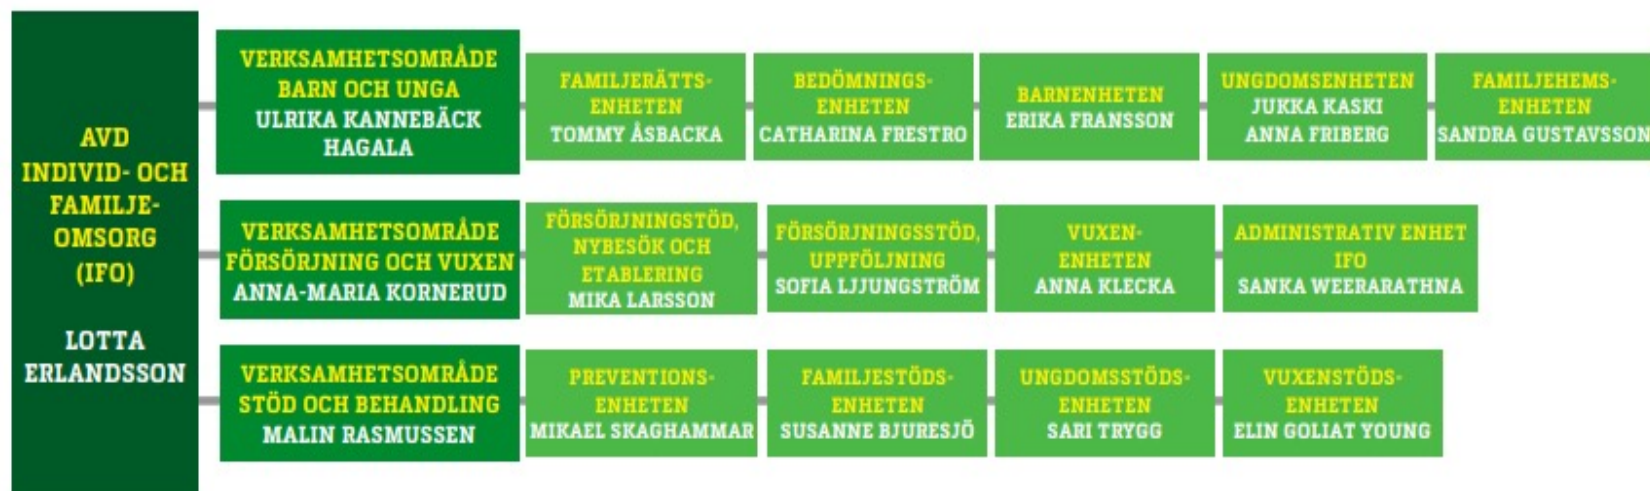 AVD
INDIVID- OCH
FAMILJE-
OMSORG
(IFO)
LOTTA
ERLANDSSON
VERKSAMHETSOMRÅDE
BARN OCH UNGA
ULRIKA KANNEBÄCK
HAGALA
FAMILJERÄTTS-
ENHETEN
TOMMY ÅSBACKA
BEDÖMNINGS-
ENHETEN
CATHARINA FRESTRO
BARNENHETEN
ERIKA FRANSSON
UNGDOMSENHETEN
JUKKA KASKI
ANNA FRIBERG
FAMILJEHEMS-
ENHETEN
SANDRA GUSTAVSSON
VERKSAMHETSOMRÅDE
FÖRSÖRJNING OCH VUXEN
ANNA-MARIA KORNERUD
FÖRSÖRJNINGSTÖD,
NYBESÖK OCH
ETABLERING
MIKA LARSSON
FÖRSÖRJNINGSSTÖD,
UPPFÖLJNING
SOFIA LJJUNGSTRÖM
VUXEN-
ENHETEN
ANNA KLECKA
ADMINISTRATIV ENHET
IFO
SANKA WEERARATHNA
VERKSAMHETSOMRÅDE
STÖD OCH BEHANDLING
MALIN RASMUSSEN
PREVENTIONS-
ENHETEN
MIKAEL SKAGHAMMAR
FAMILJESTÖDS-
ENHETEN
SUSANNE BJURESJÖ
UNGDOMSSTÖDS-
ENHETEN
SARI TRYGG
VUXENSTÖDS-
ENHETEN
ELIN GOLIAT YOUNG